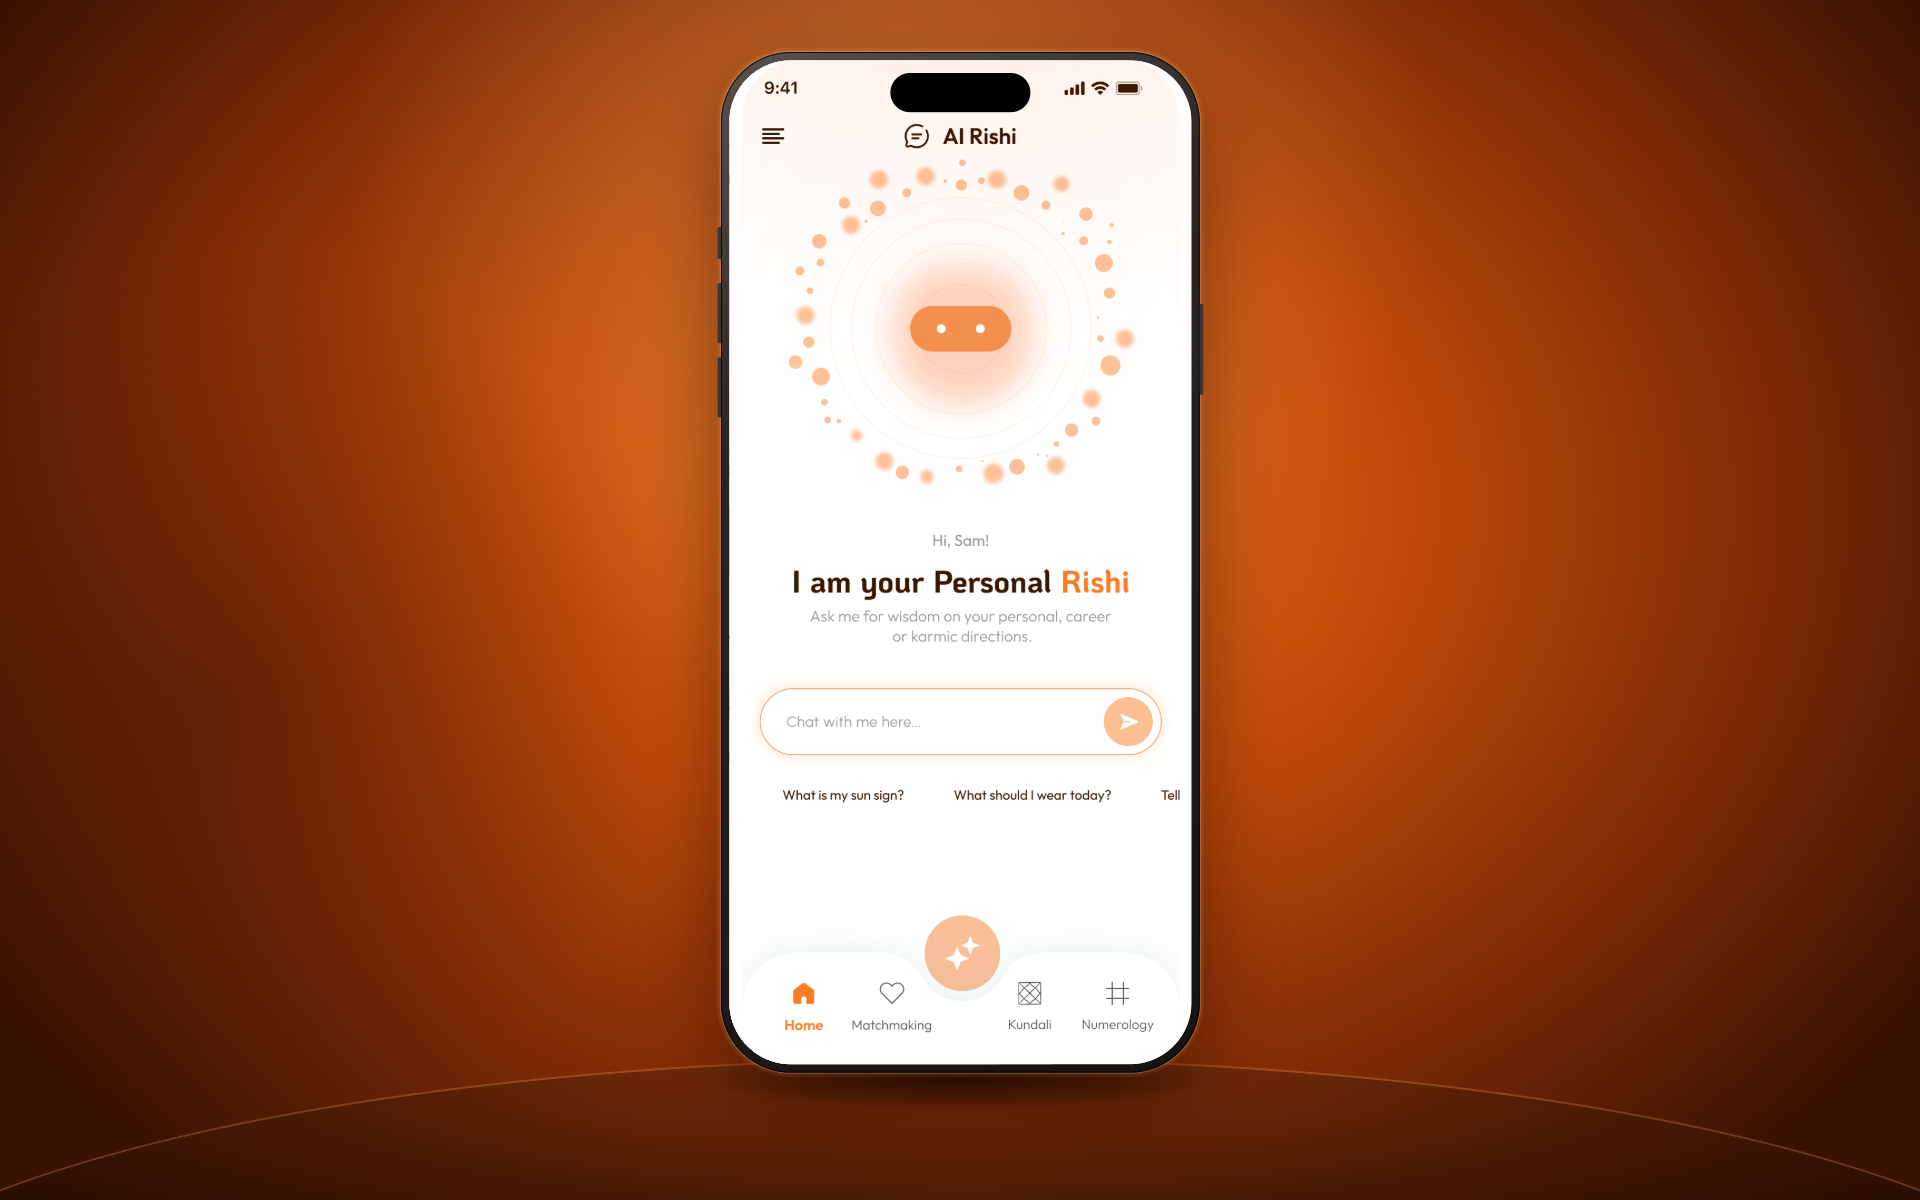 9:41
AI Rishi
Hi, Sam!
I am your Personal Rishi
Ask me for wisdom on your personal, career
or karmic directions.
Chat with me here...
What is my sun sign? What should I wear today? Tell
Home Matchmaking Kundali Numerology